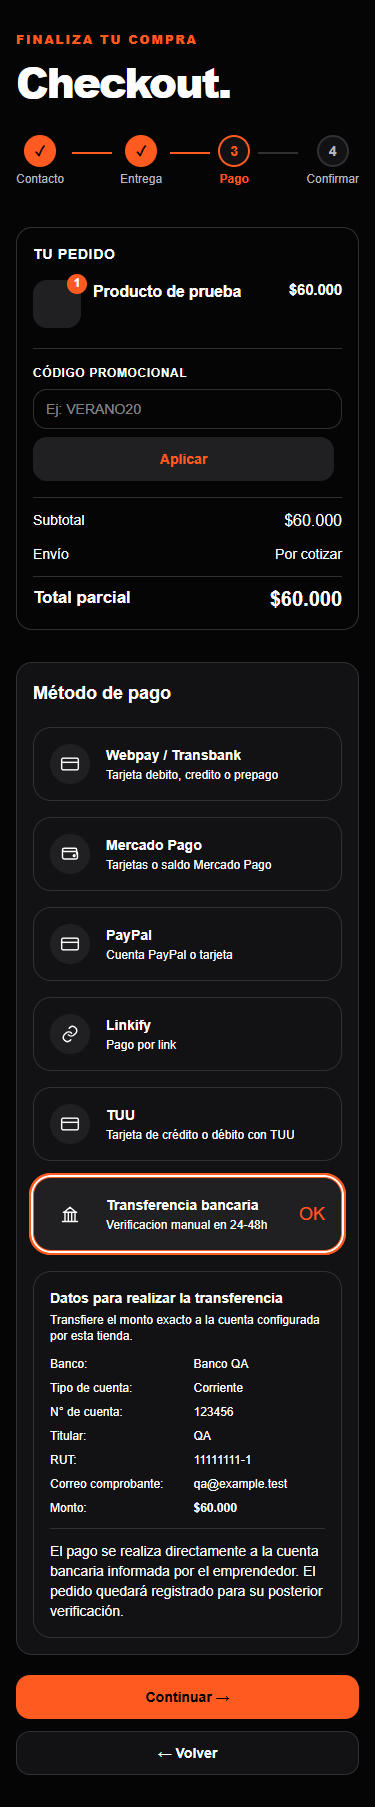 FINALIZA TU COMPRA
Checkout.
✓ ✓ 3 4
Contacto Entrega Pago Confirmar
TU PEDIDO
1
Producto de prueba $60.000
CÓDIGO PROMOCIONAL
Ej: VERANO20
Aplicar
Subtotal $60.000
Envío Por cotizar
Total parcial $60.000
Método de pago
Webpay / Transbank
Tarjeta debito, credito o prepago
Mercado Pago
Tarjetas o saldo Mercado Pago
PayPal
Cuenta PayPal o tarjeta
Linkify
Pago por link
TUU
Tarjeta de crédito o débito con TUU
Transferencia bancaria
Verificacion manual en 24-48h
OK
Datos para realizar la transferencia
Transfiere el monto exacto a la cuenta configurada
por esta tienda.
Banco: Banco QA
Tipo de cuenta: Corriente
N° de cuenta: 123456
Titular: QA
RUT: 11111111-1
Correo comprobante: qa@example.test
Monto: $60.000
El pago se realiza directamente a la cuenta
bancaria informada por el emprendedor. El
pedido quedará registrado para su posterior
verificación.
Continuar →
← Volver